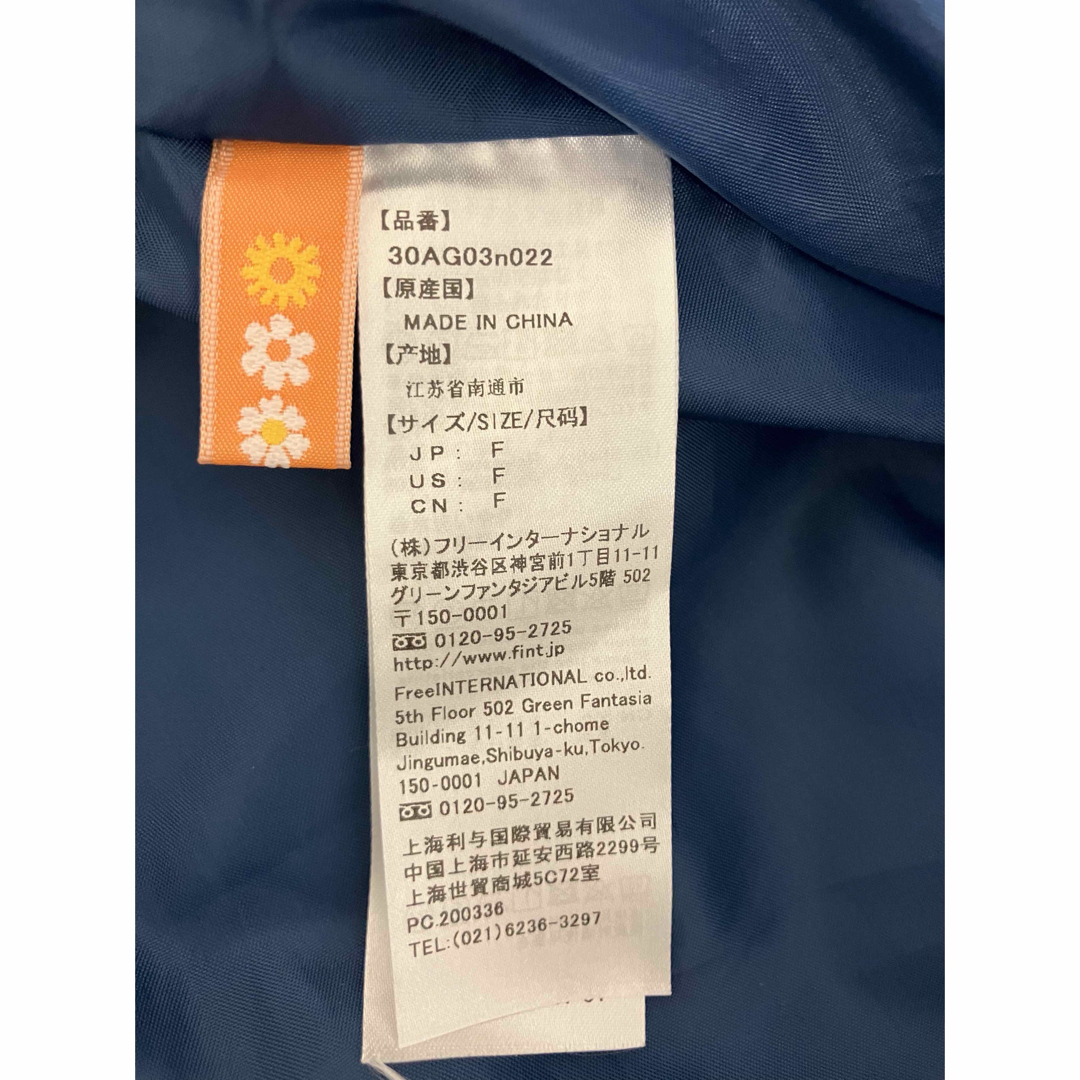 【品番】
30AG03n022
【原産国】
MADE IN CHINA
【产地】
江苏省南通市
【サイズ/SIZE/尺码】
JP: F
US: F
CN: F
(株)フリーインターナショナル
東京都渋谷区神宮前1丁目11-11
グリーンファンタジアビル5階 502
〒150-0001
0120-95-2725
http://www.fint.jp
FreeINTERNATIONAL co.,ltd.
5th Floor 502 Green Fantasia
Building 11-11 1-chome
Jingumae,Shibuya-ku,Tokyo.
150-0001 JAPAN
0120-95-2725
上海利与国際貿易有限公司
中国上海市延安西路2299号
上海世貿商城5C72室
PC.200336
TEL:(021)6236-3297